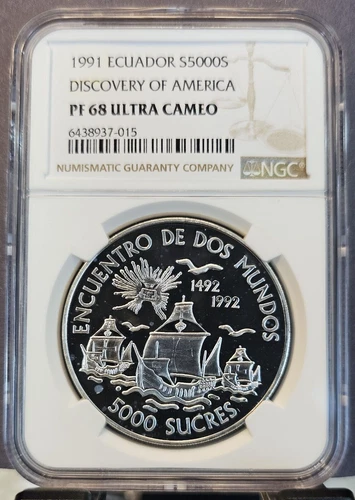 1991 ECUADOR S5000S
DISCOVERY OF AMERICA
PF 68 ULTRA CAMEO
6438937-015
NUMISMATIC GUARANTY COMPANY
NGC
ENCUENTRO DE DOS MUNDOS
1492
1992
5000 SUCRES